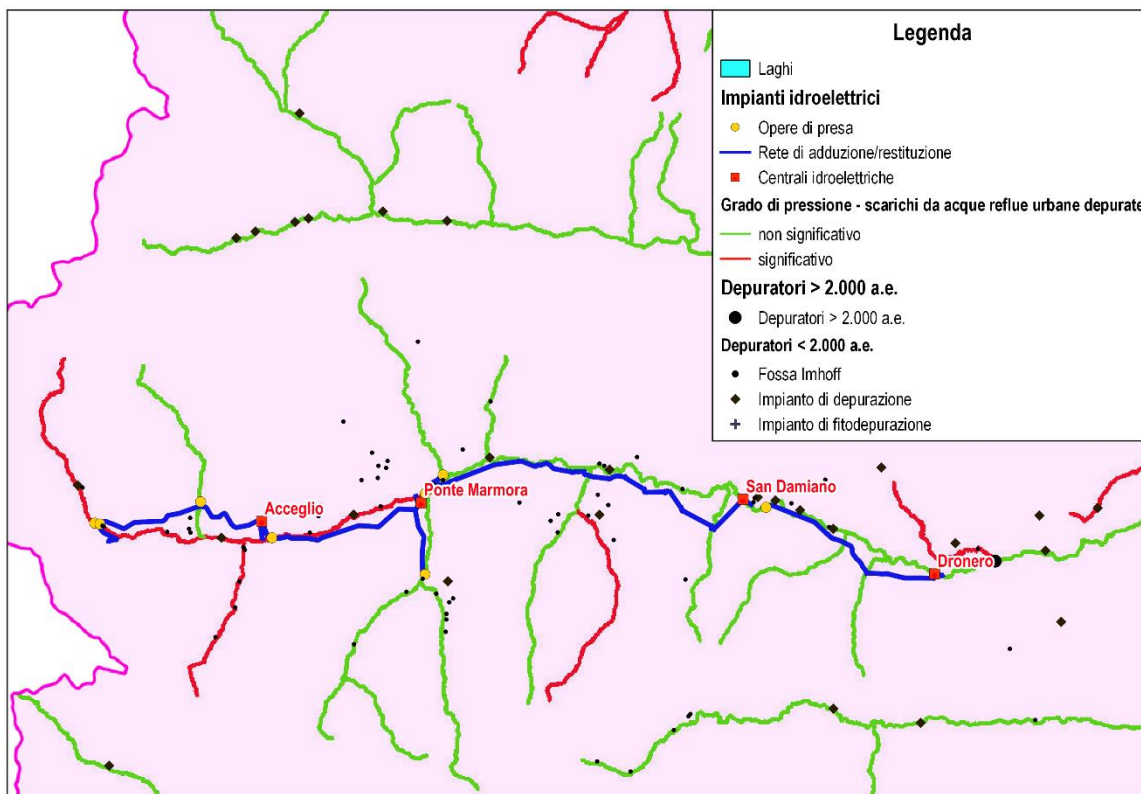 Legenda
Laghi
Impianti idroelettrici
Opere di presa
Rete di adduzione/restituzione
Centrali idroelettriche
Grado di pressione - scarichi da acque reflue urbane depurate
non significativo
significativo
Depuratori > 2.000 a.e.
Depuratori > 2.000 a.e.
Depuratori < 2.000 a.e.
Fossa Imhoff
Impianto di depurazione
Impianto di fitodepurazione
Acceglio
Ponte Marmora
San Damiano
Dronero